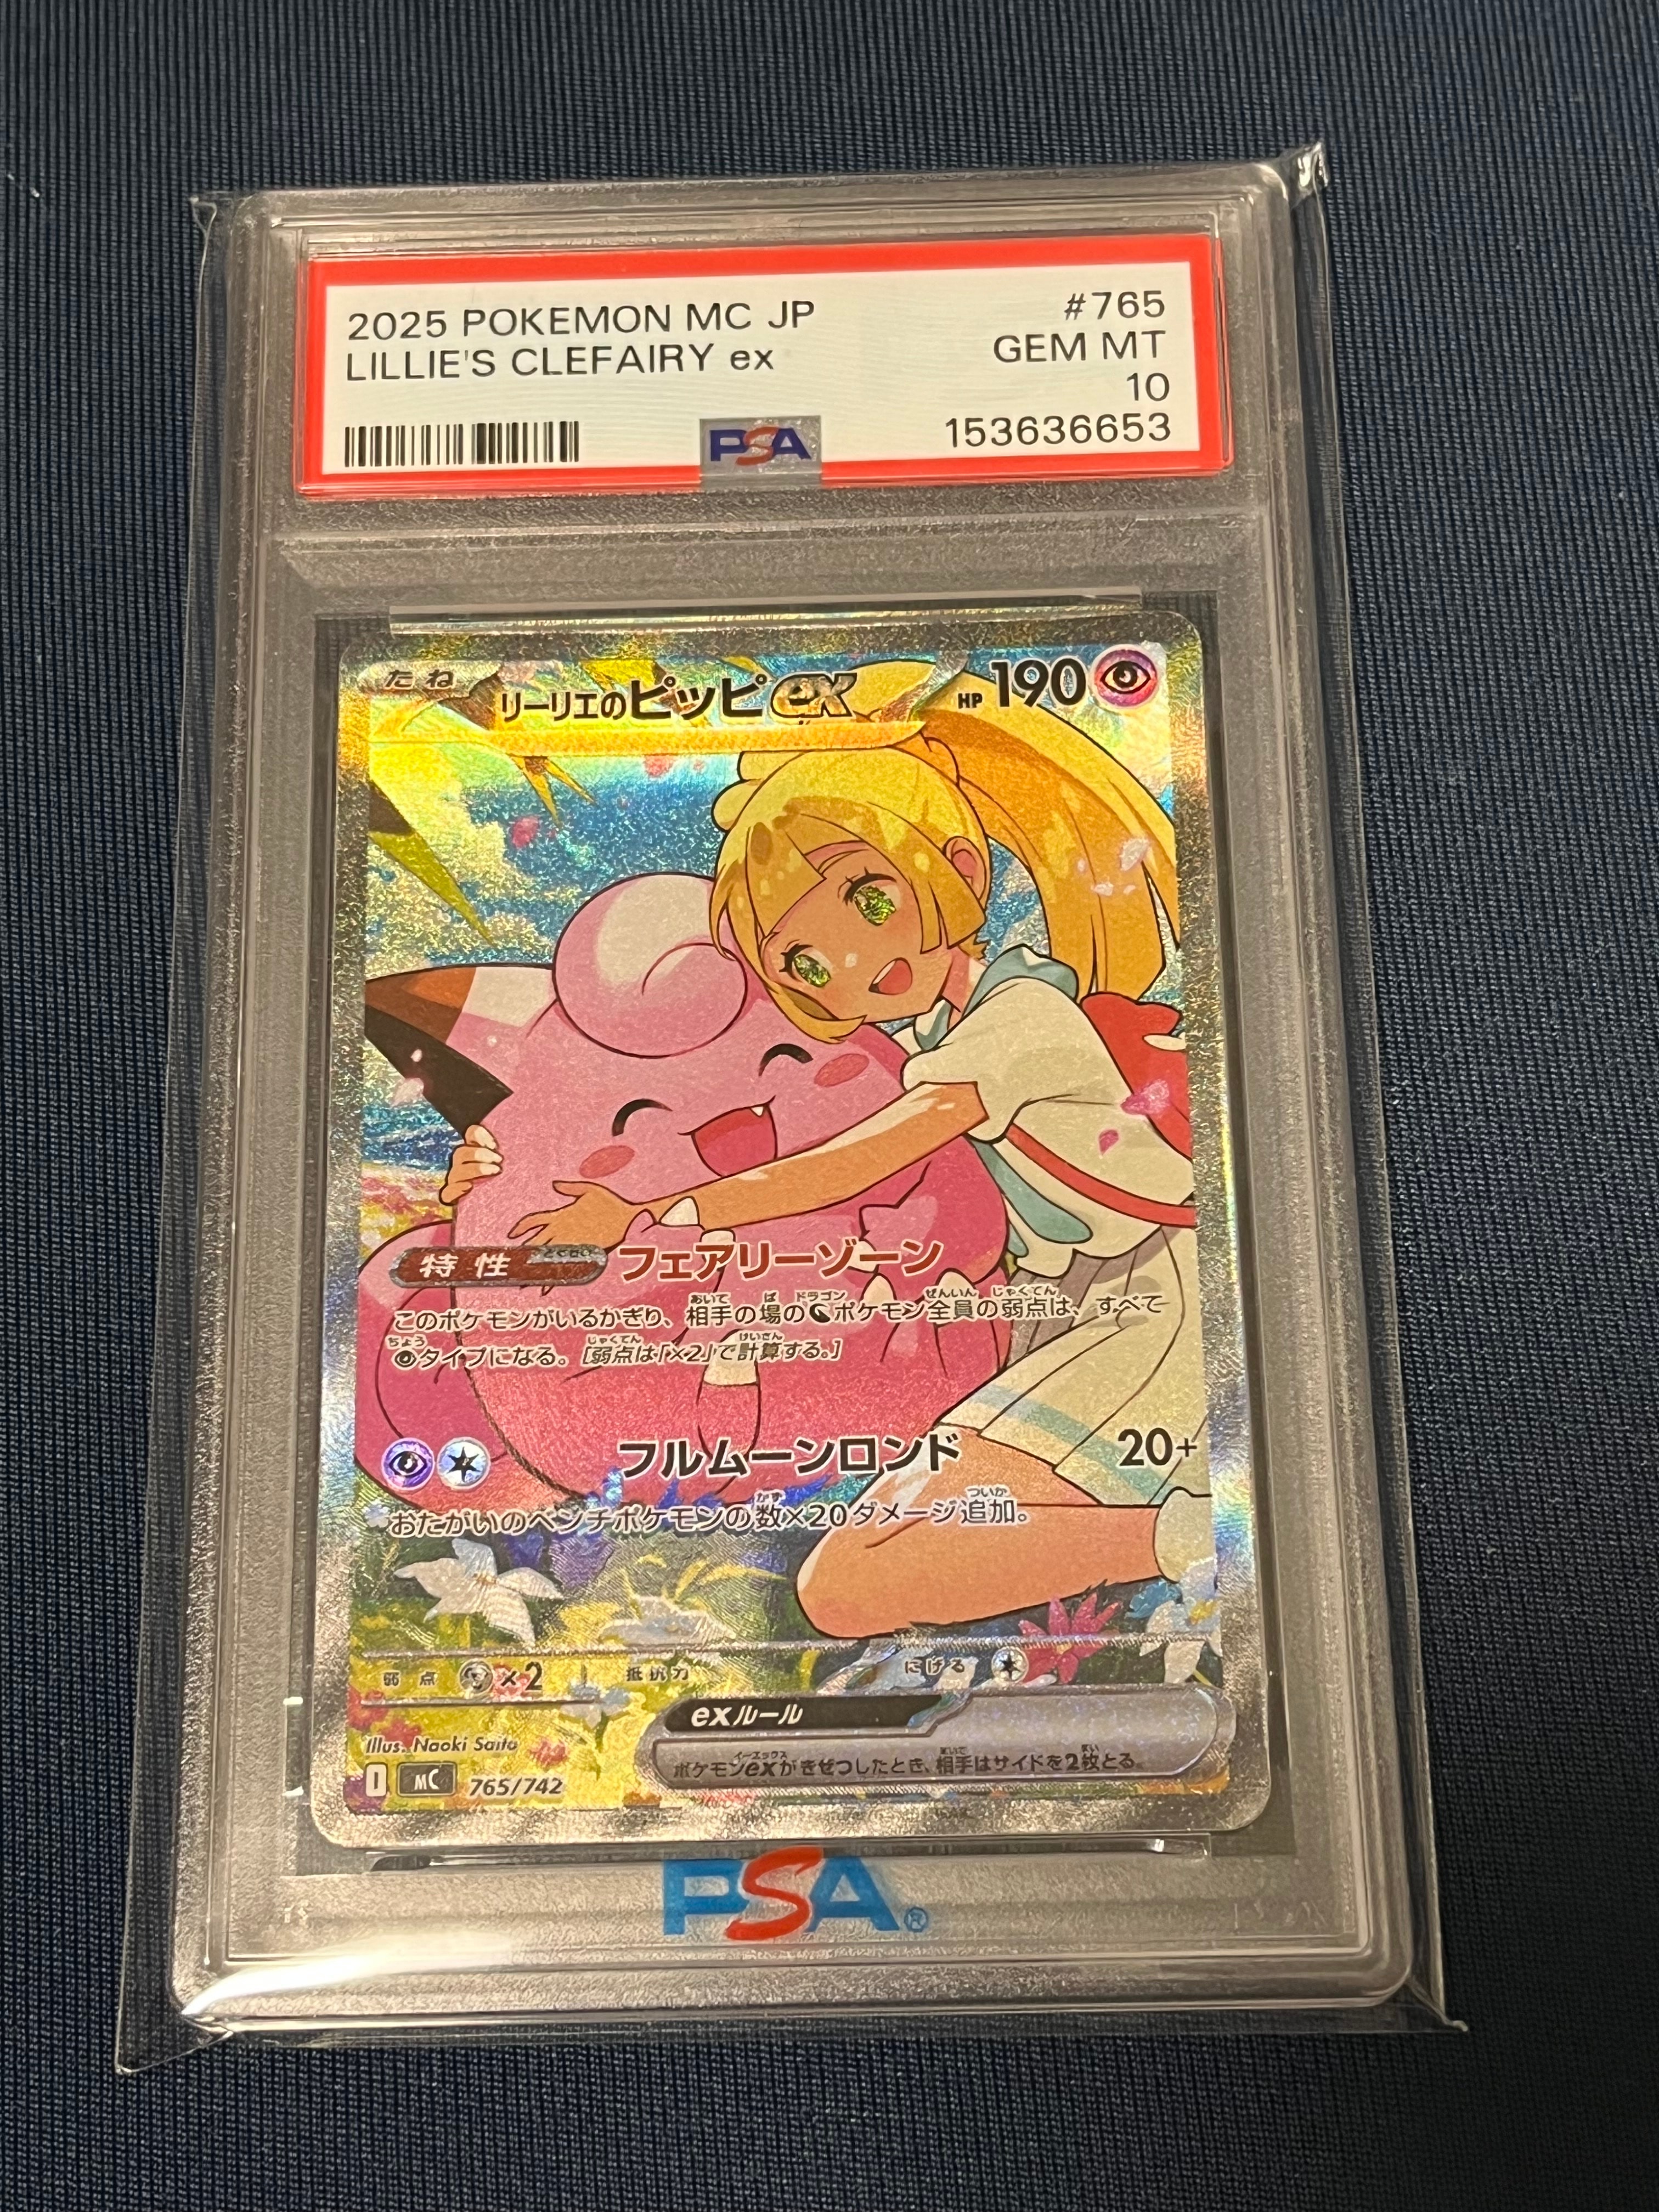 2025 POKEMON MC JP #765
LILLIE'S CLEFAIRY ex GEM MT
10
PSA 153636653
たね リーリエのピッピex HP 190
特性 とくせい フェアリーゾーン
このポケモンがいるかぎり、相手の場のポケモン全員の弱点は、すべて
タイプになる。[弱点は「×2」で計算する。]
フルムーンロンド 20+
おたがいのベンチポケモンの数×20ダメージ追加。
弱点 ×2 抵抗力 にげる
exルール
ポケモンexがきぜつしたとき、相手はサイドを2枚とる。
Illus. Naoki Saito
I MC 765/742
PSA®